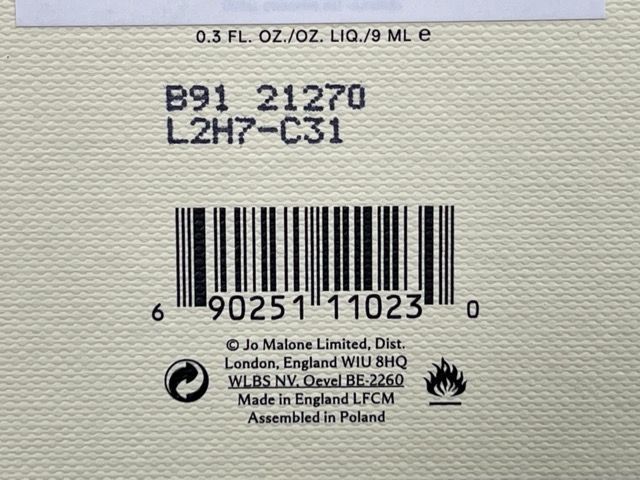 0.3 FL. OZ./OZ. LIQ./9 ML e
B91 21270
L2H7-C31
6 90251 11023 0
© Jo Malone Limited, Dist.
London, England W1U 8HQ
WLBS NV. Oevel BE-2260
Made in England LFCM
Assembled in Poland